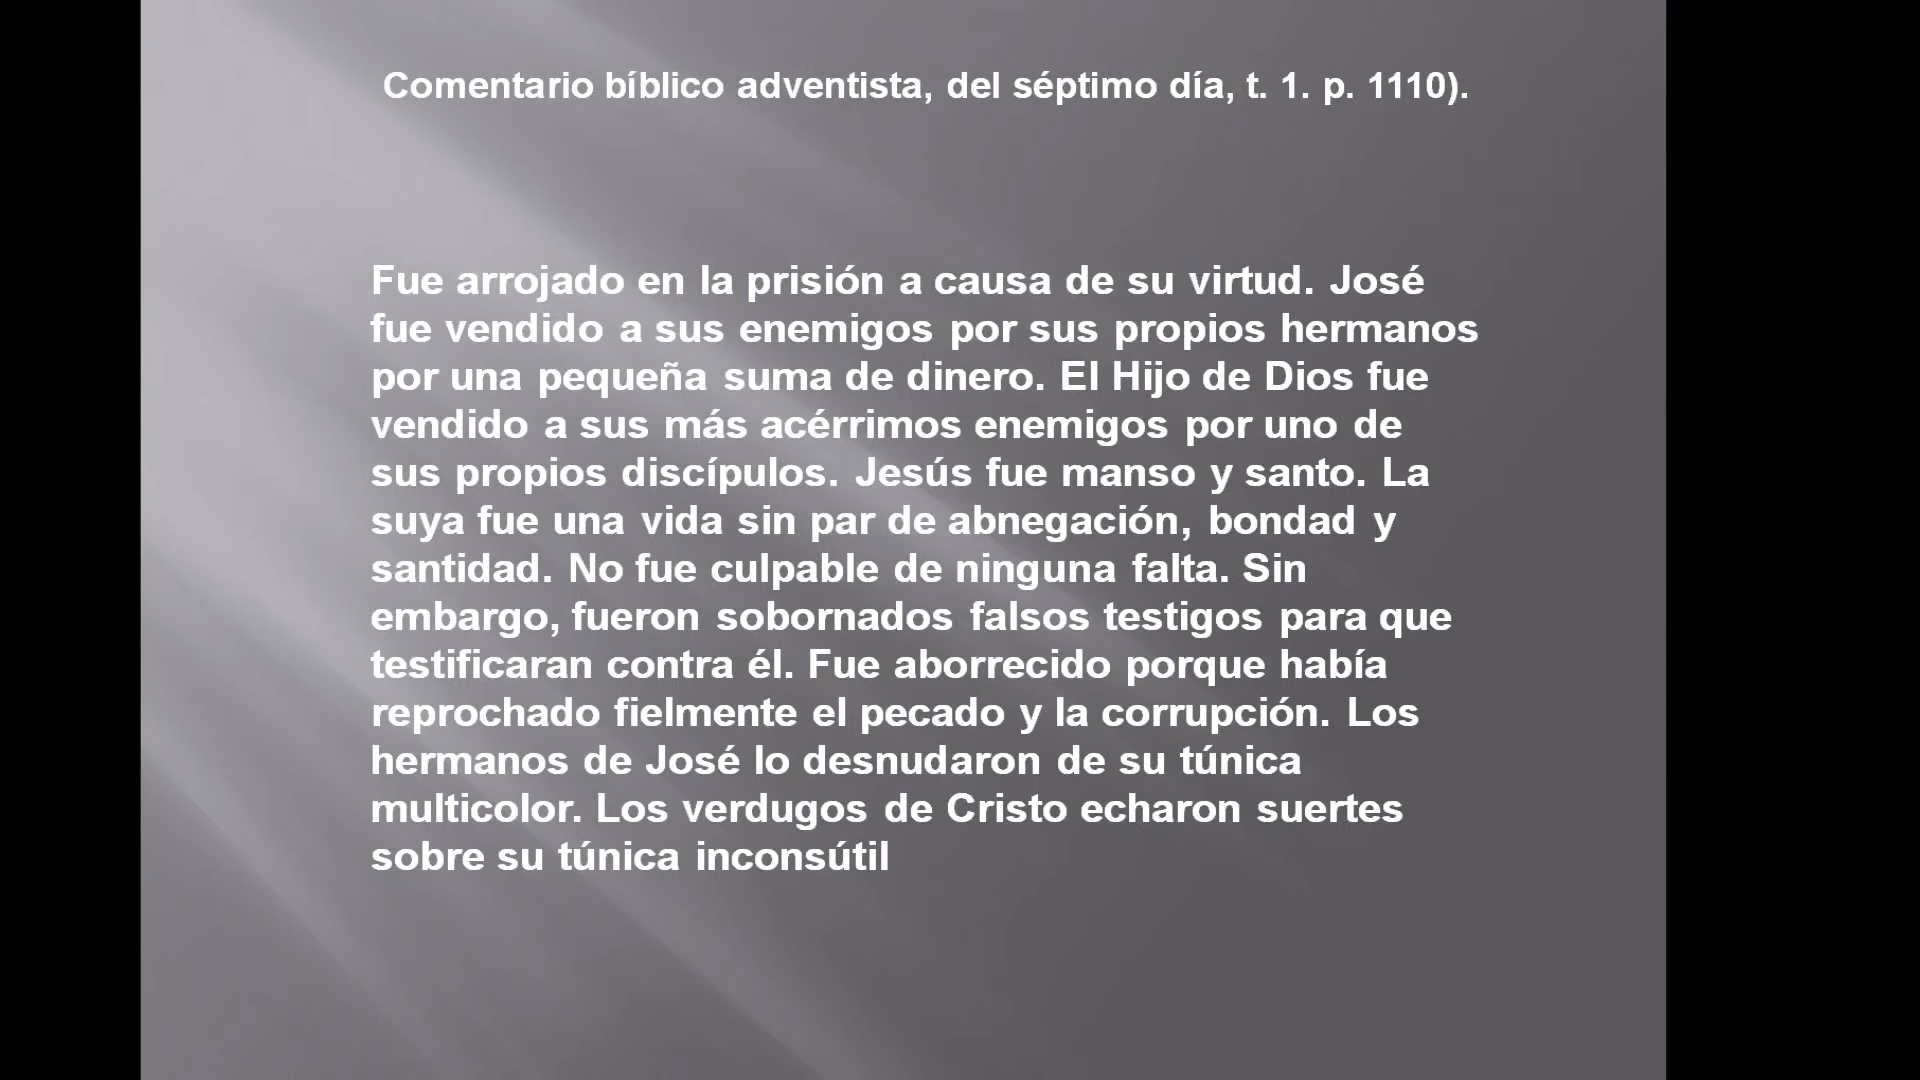 Comentario bíblico adventista, del séptimo día, t. 1. p. 1110).
Fue arrojado en la prisión a causa de su virtud. José
fue vendido a sus enemigos por sus propios hermanos
por una pequeña suma de dinero. El Hijo de Dios fue
vendido a sus más acérrimos enemigos por uno de
sus propios discípulos. Jesús fue manso y santo. La
suya fue una vida sin par de abnegación, bondad y
santidad. No fue culpable de ninguna falta. Sin
embargo, fueron sobornados falsos testigos para que
testificaran contra él. Fue aborrecido porque había
reprochado fielmente el pecado y la corrupción. Los
hermanos de José lo desnudaron de su túnica
multicolor. Los verdugos de Cristo echaron suertes
sobre su túnica inconsútil